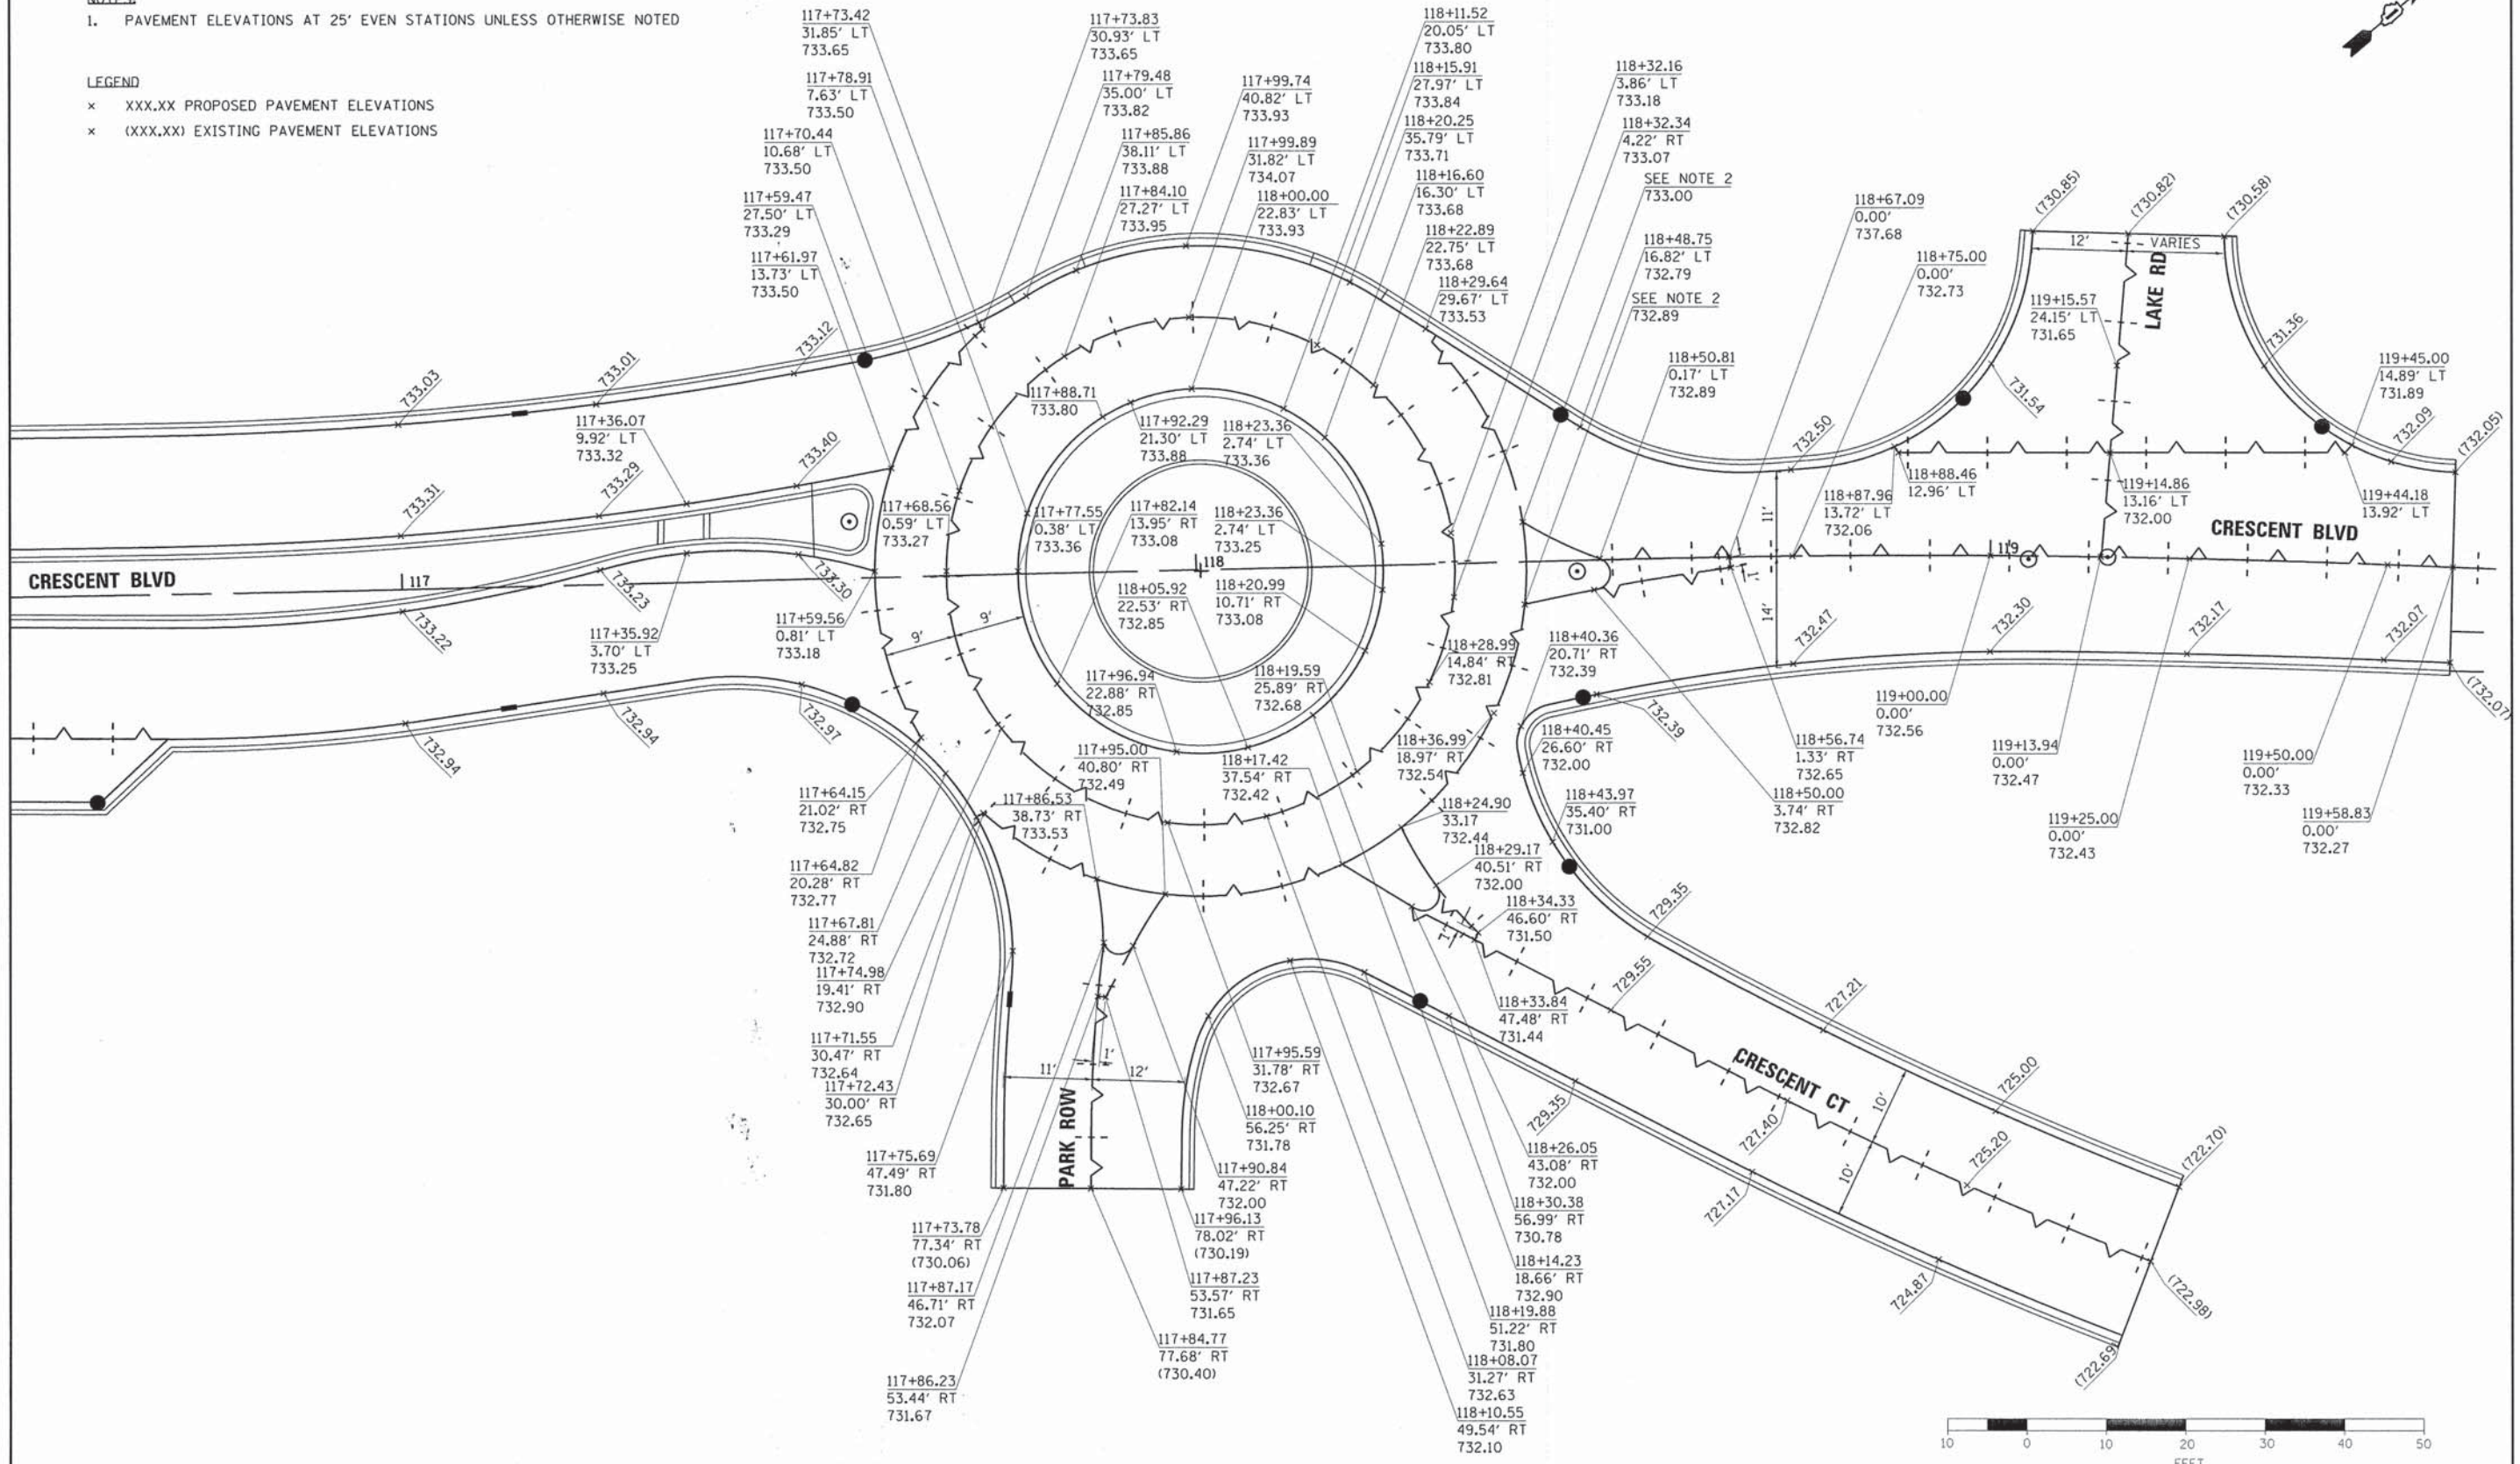 1. PAVEMENT ELEVATIONS AT 25' EVEN STATIONS UNLESS OTHERWISE NOTED
LEGEND
× XXX.XX PROPOSED PAVEMENT ELEVATIONS
× (XXX.XX) EXISTING PAVEMENT ELEVATIONS
117+73.42
31.85' LT
733.65
117+78.91
7.63' LT
733.50
117+70.44
10.68' LT
733.50
117+59.47
27.50' LT
733.29
117+61.97
13.73' LT
733.50
117+73.83
30.93' LT
733.65
117+79.48
35.00' LT
733.82
117+85.86
38.11' LT
733.88
117+84.10
27.27' LT
733.95
117+99.74
40.82' LT
733.93
117+99.89
31.82' LT
734.07
118+00.00
22.83' LT
733.93
118+11.52
20.05' LT
733.80
118+15.91
27.97' LT
733.84
118+20.25
35.79' LT
733.71
118+16.60
16.30' LT
733.68
118+22.89
22.75' LT
733.68
118+29.64
29.67' LT
733.53
118+32.16
3.86' LT
733.18
118+32.34
4.22' RT
733.07
SEE NOTE 2
733.00
118+48.75
16.82' LT
732.79
SEE NOTE 2
732.89
118+50.81
0.17' LT
732.89
118+67.09
0.00'
737.68
118+75.00
0.00'
732.73
(730.85)
(730.82)
(730.58)
12'
VARIES
LAKE RD
119+15.57
24.15' LT
731.65
731.36
731.54
119+45.00
14.89' LT
731.89
732.09
(732.05)
733.03
733.01
733.12
117+36.07
9.92' LT
733.32
733.40
733.29
733.31
117+88.71
733.80
117+92.29
21.30' LT
733.88
118+23.36
2.74' LT
733.36
732.50
11'
118+87.96
13.72' LT
732.06
118+88.46
12.96' LT
119+14.86
13.16' LT
732.00
119+44.18
13.92' LT
CRESCENT BLVD
117+68.56
0.59' LT
733.27
117+77.55
0.38' LT
733.36
117+82.14
13.95' RT
733.08
118+23.36
2.74' LT
733.25
118
119
1'
CRESCENT BLVD
117
733.30
733.23
733.22
117+35.92
3.70' LT
733.25
117+59.56
0.81' LT
733.18
9'
9'
118+05.92
22.53' RT
732.85
118+20.99
10.71' RT
733.08
14'
732.47
732.30
732.17
732.07
(732.07)
118+40.36
20.71' RT
732.39
118+28.99
14.84' RT
732.81
117+96.94
22.88' RT
732.85
118+19.59
25.89' RT
732.68
732.39
119+00.00
0.00'
732.56
732.94
732.94
732.97
117+95.00
40.80' RT
732.49
118+17.42
37.54' RT
732.42
118+36.99
18.97' RT
732.54
118+40.45
26.60' RT
732.00
118+56.74
1.33' RT
732.65
119+13.94
0.00'
732.47
119+50.00
0.00'
732.33
117+64.15
21.02' RT
732.75
117+86.53
38.73' RT
733.53
118+24.90
33.17
732.44
118+43.97
35.40' RT
731.00
118+50.00
3.74' RT
732.82
119+25.00
0.00'
732.43
119+58.83
0.00'
732.27
117+64.82
20.28' RT
732.77
118+29.17
40.51' RT
732.00
118+34.33
46.60' RT
731.50
1'
729.35
117+67.81
24.88' RT
732.72
117+74.98
19.41' RT
732.90
118+33.84
47.48' RT
731.44
729.55
727.21
117+71.55
30.47' RT
732.64
117+72.43
30.00' RT
732.65
11'
1'
12'
117+95.59
31.78' RT
732.67
CRESCENT CT
725.00
118+00.10
56.25' RT
731.78
729.35
727.40
10'
10'
725.20
(722.70)
PARK ROW
117+75.69
47.49' RT
731.80
117+90.84
47.22' RT
732.00
118+26.05
43.08' RT
732.00
727.17
117+73.78
77.34' RT
(730.06)
117+96.13
78.02' RT
(730.19)
118+30.38
56.99' RT
730.78
117+87.17
46.71' RT
732.07
117+87.23
53.57' RT
731.65
118+14.23
18.66' RT
732.90
724.87
(722.98)
118+19.88
51.22' RT
731.80
117+84.77
77.68' RT
(730.40)
118+08.07
31.27' RT
732.63
(722.69)
117+86.23
53.44' RT
731.67
118+10.55
49.54' RT
732.10
10 0 10 20 30 40 50